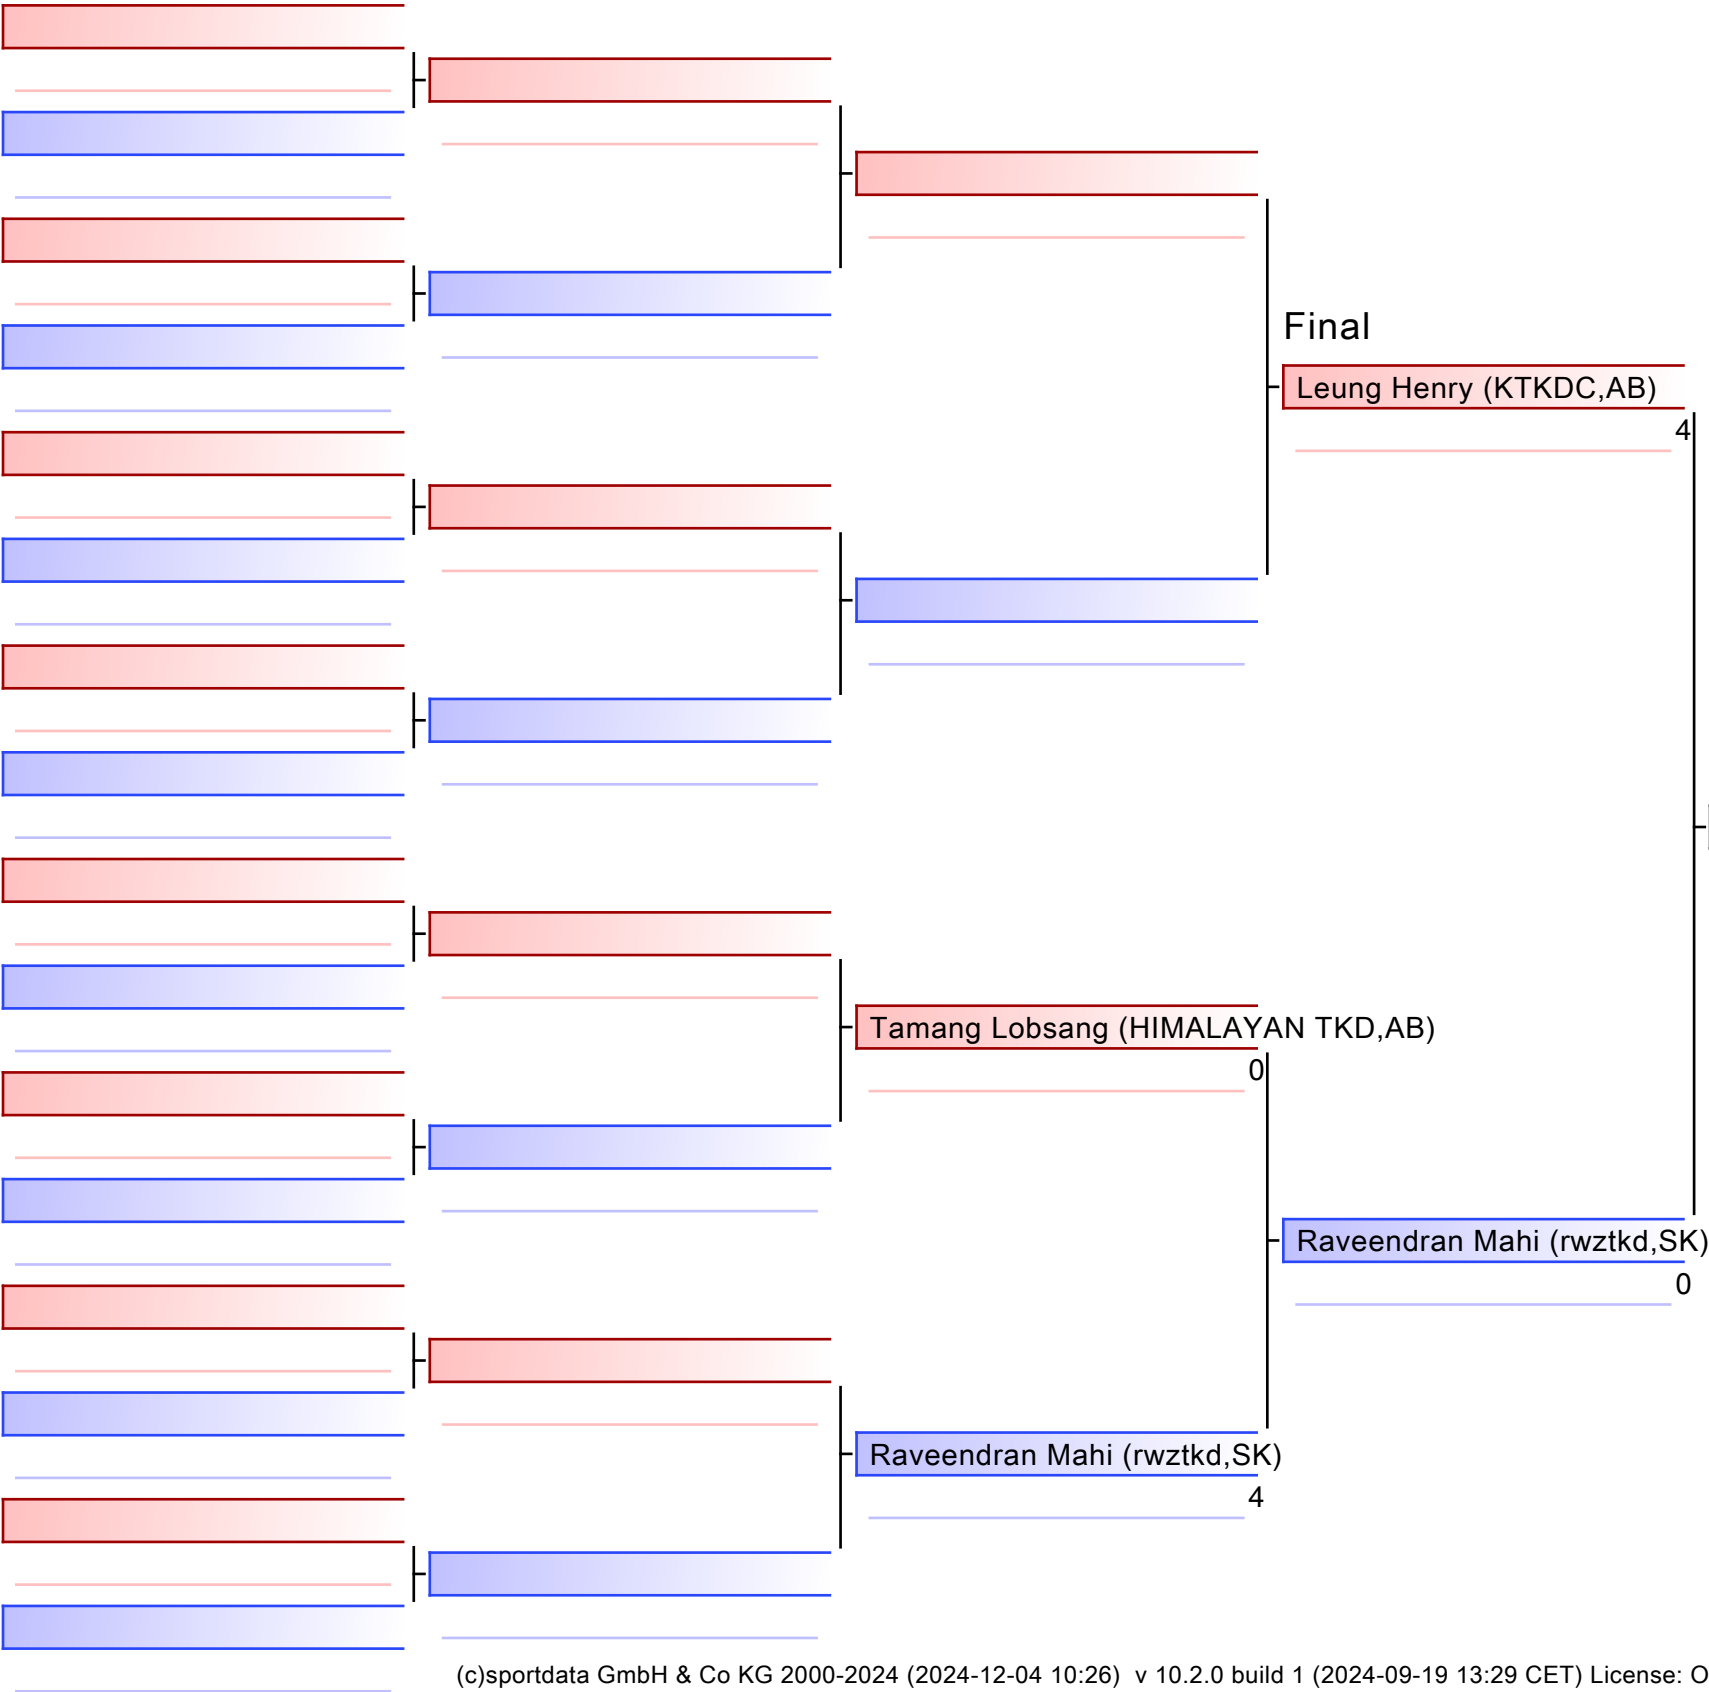 Final
Leung Henry (KTKDC,AB)
4
Tamang Lobsang (HIMALAYAN TKD,AB)
0
Raveendran Mahi (rwztkd,SK)
0
Raveendran Mahi (rwztkd,SK)
4
(c)sportdata GmbH & Co KG 2000-2024 (2024-12-04 10:26) v 10.2.0 build 1 (2024-09-19 13:29 CET) License: O